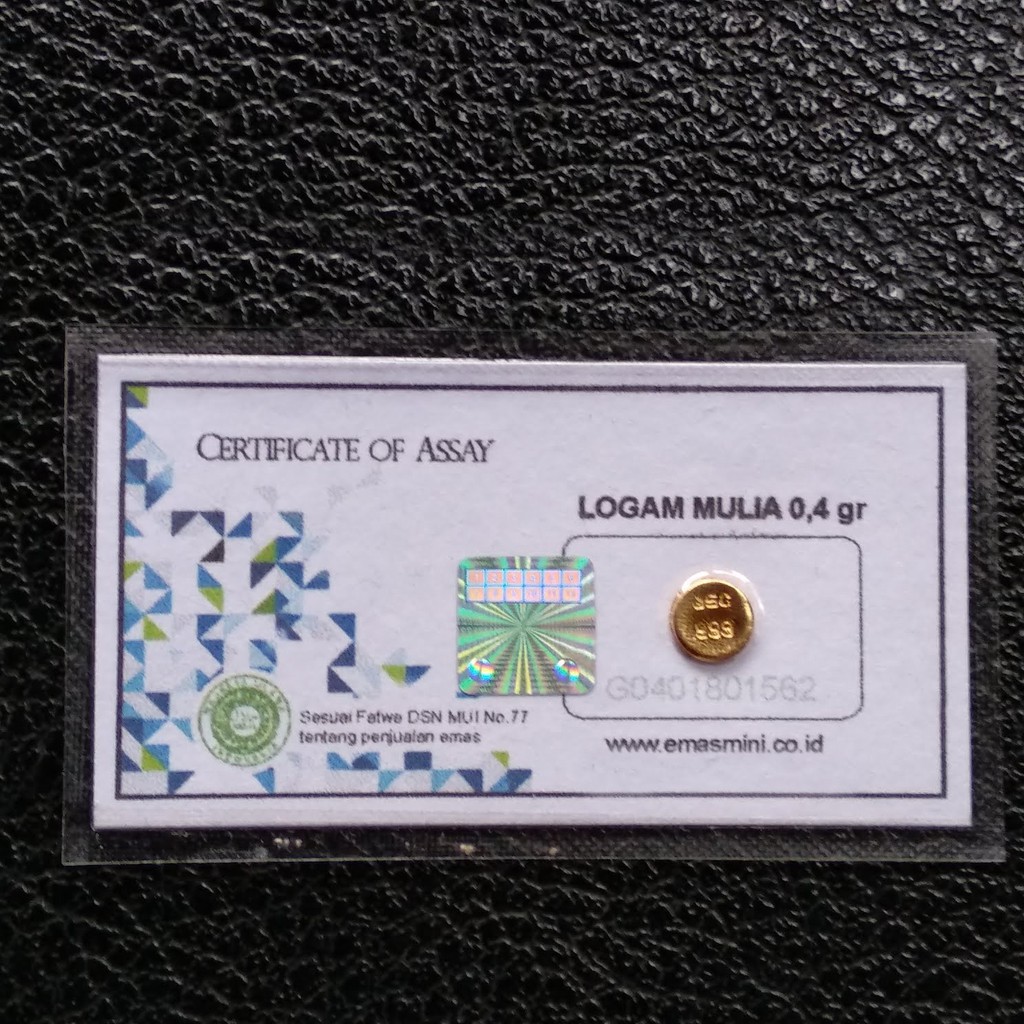 CERTIFICATE OF ASSAY
LOGAM MULIA 0,4 gr
999
G0401801562
Sesuai Fatwa DSN MUI No.77
tentang penjualan emas
www.emasmini.co.id